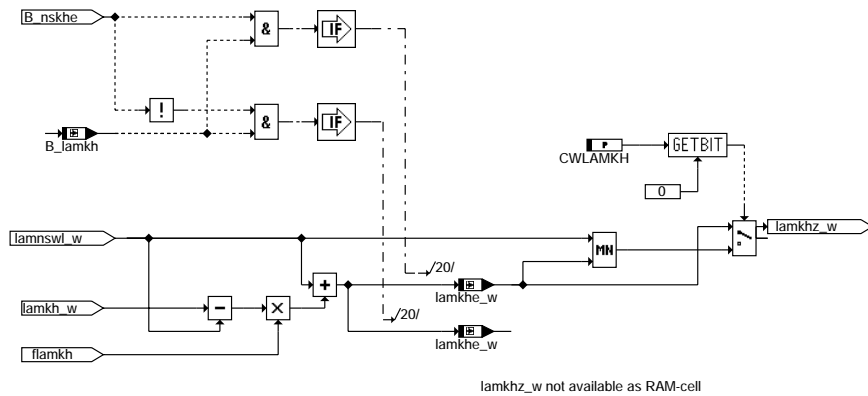 B_nskhe
&
IF
!
&
IF
B_lamkh
P
CWLAMKH
GETBIT
0
lamnswl_w
MN
lamkhz_w
/20/
+
lamkhe_w
lamkh_w
-
×
/20/
lamkhe_w
flamkh
lamkhz_w not available as RAM-cell